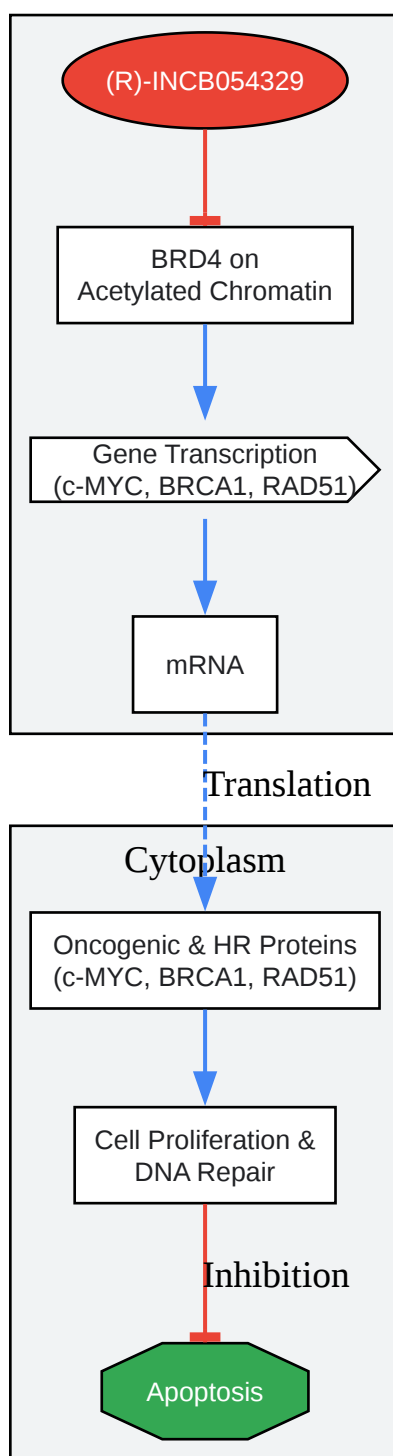 (R)-INCB054329
BRD4 on
Acetylated Chromatin
Gene Transcription
(c-MYC, BRCA1, RAD51)
mRNA
Translation
Cytoplasm
Oncogenic & HR Proteins
(c-MYC, BRCA1, RAD51)
Cell Proliferation &
DNA Repair
Inhibition
Apoptosis